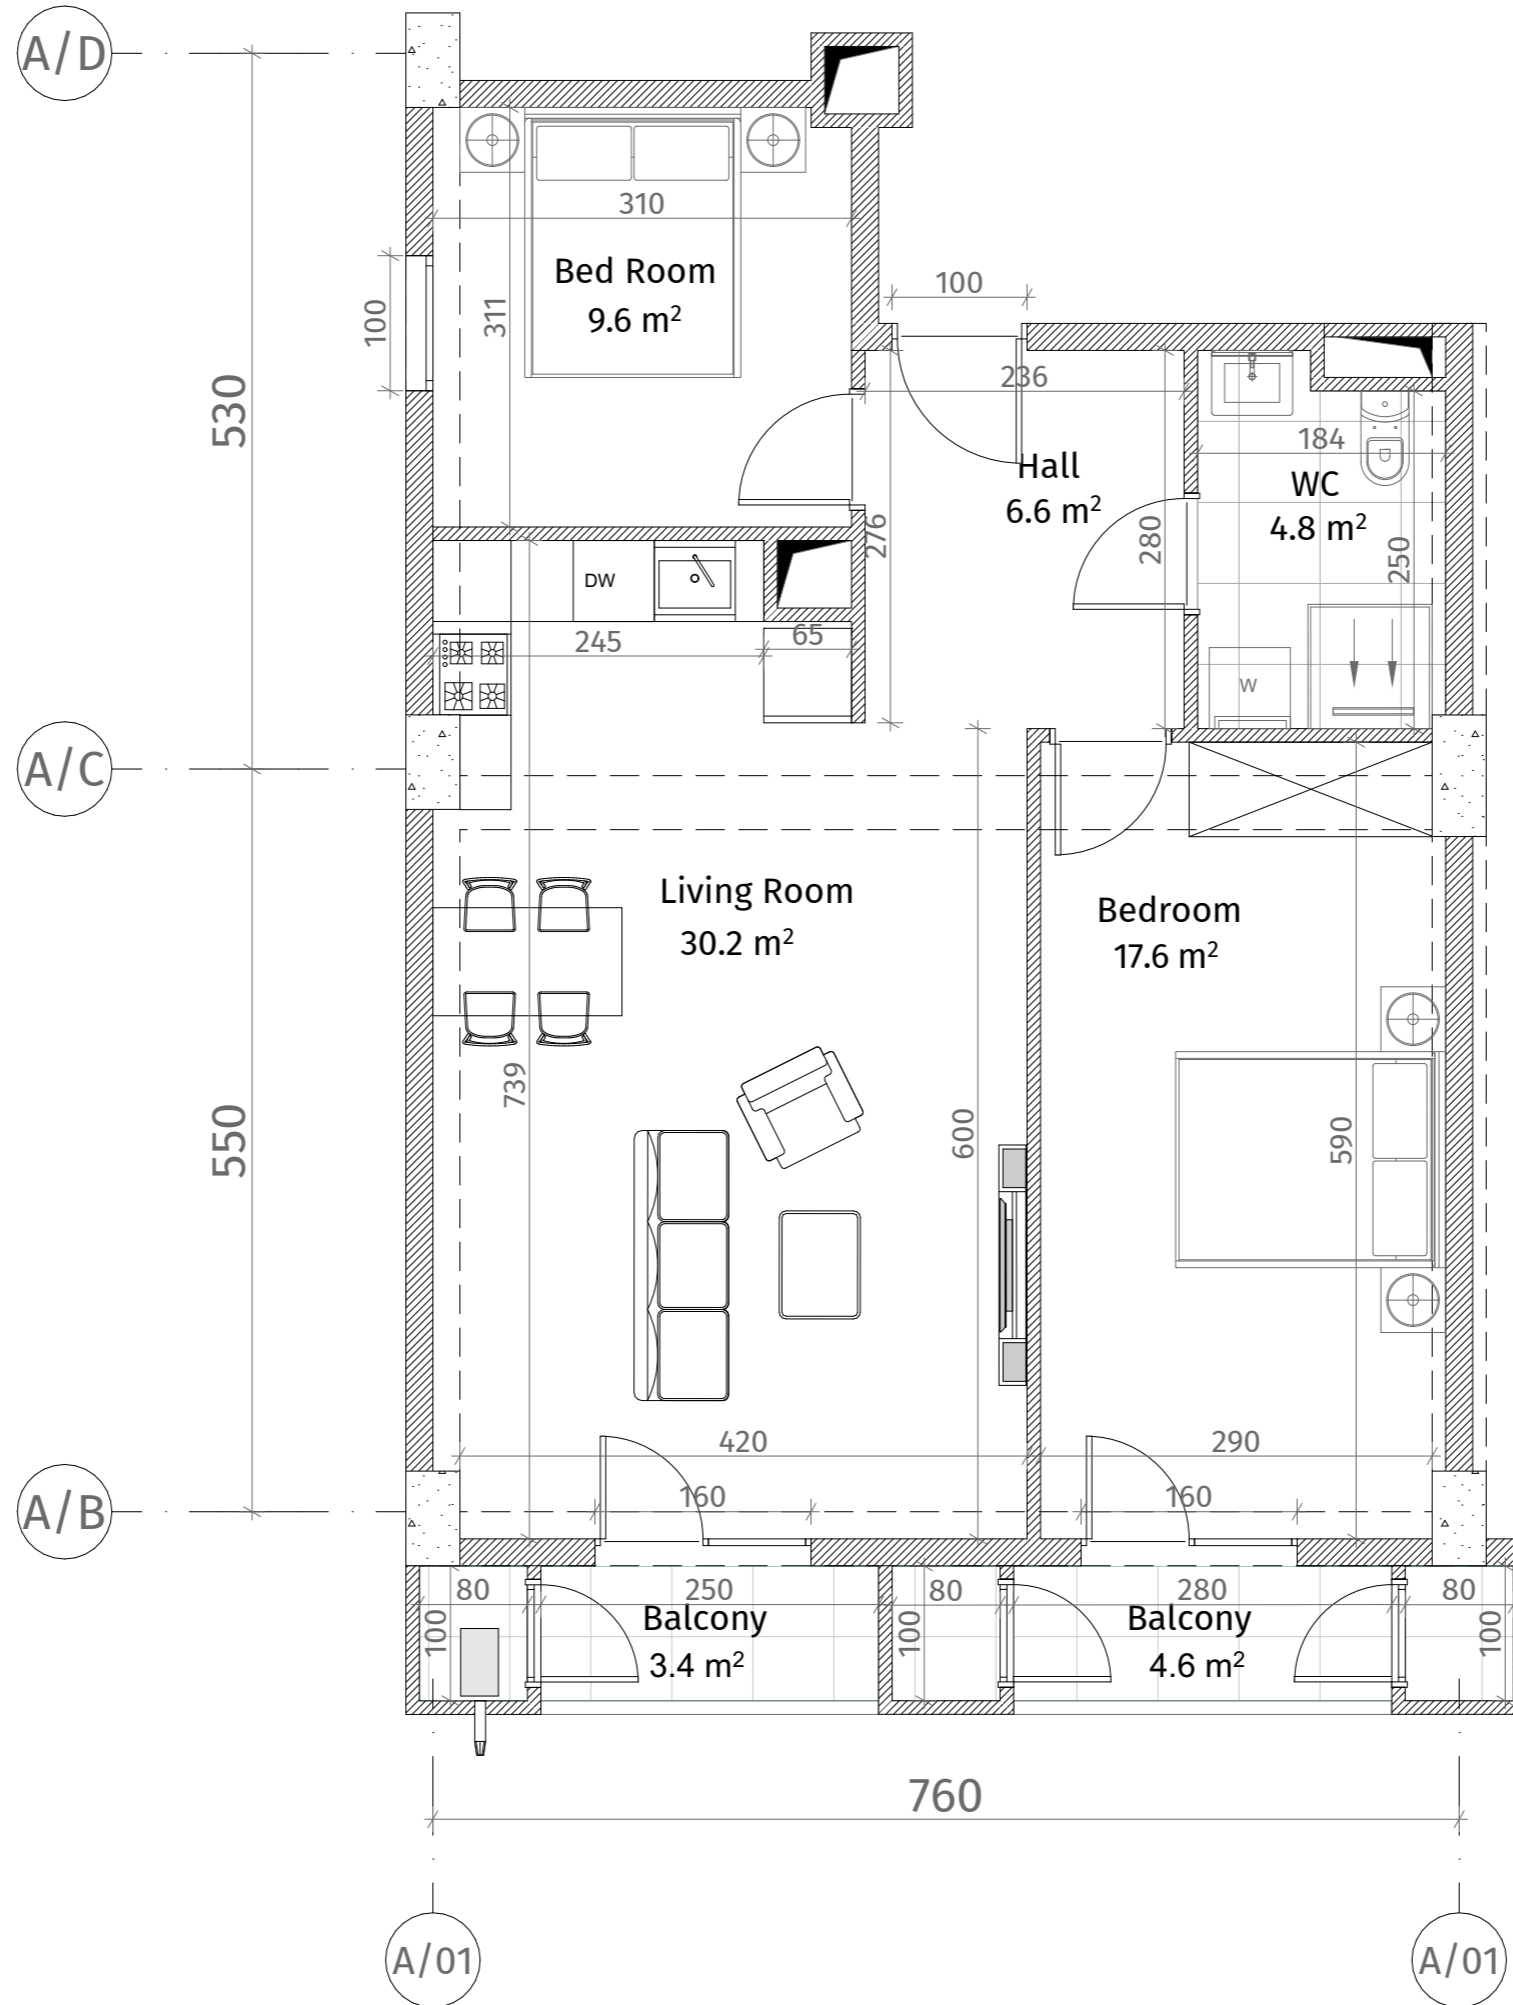 A/D
310
Bed Room
9.6 m²
311
100
530
100
236
Hall
6.6 m²
276
280
184
WC
4.8 m²
250
DW
245
65
W
A/C
Living Room
30.2 m²
Bedroom
17.6 m²
739
600
590
550
420
290
160
160
A/B
80
250
80
280
80
Balcony
3.4 m²
Balcony
4.6 m²
100
100
100
760
A/01
A/01